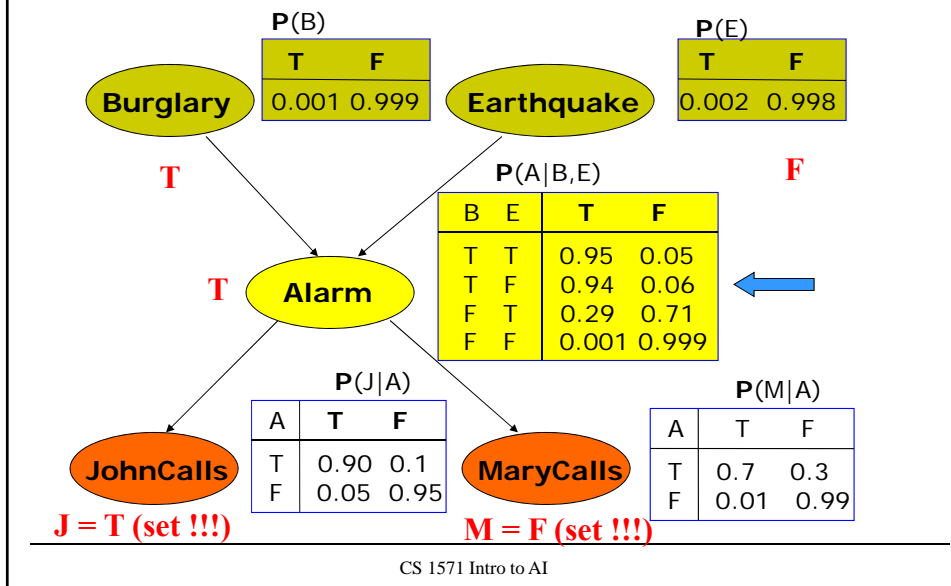 P(B)
T F
0.001 0.999
Burglary
P(E)
T F
0.002 0.998
Earthquake
T
F
P(A|B,E)
B E T F
T T 0.95 0.05
T F 0.94 0.06
F T 0.29 0.71
F F 0.001 0.999
T
Alarm
P(J|A)
A T F
T 0.90 0.1
F 0.05 0.95
JohnCalls
J = T (set !!!)
P(M|A)
A T F
T 0.7 0.3
F 0.01 0.99
MaryCalls
M = F (set !!!)
CS 1571 Intro to AI